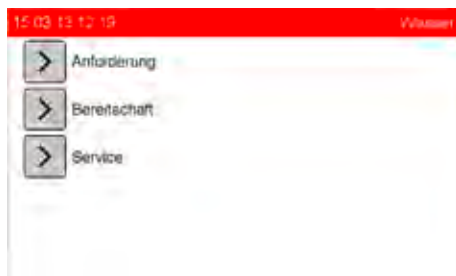 15.03.13 12:19 Wasser
Anforderung
Bereitschaft
Service